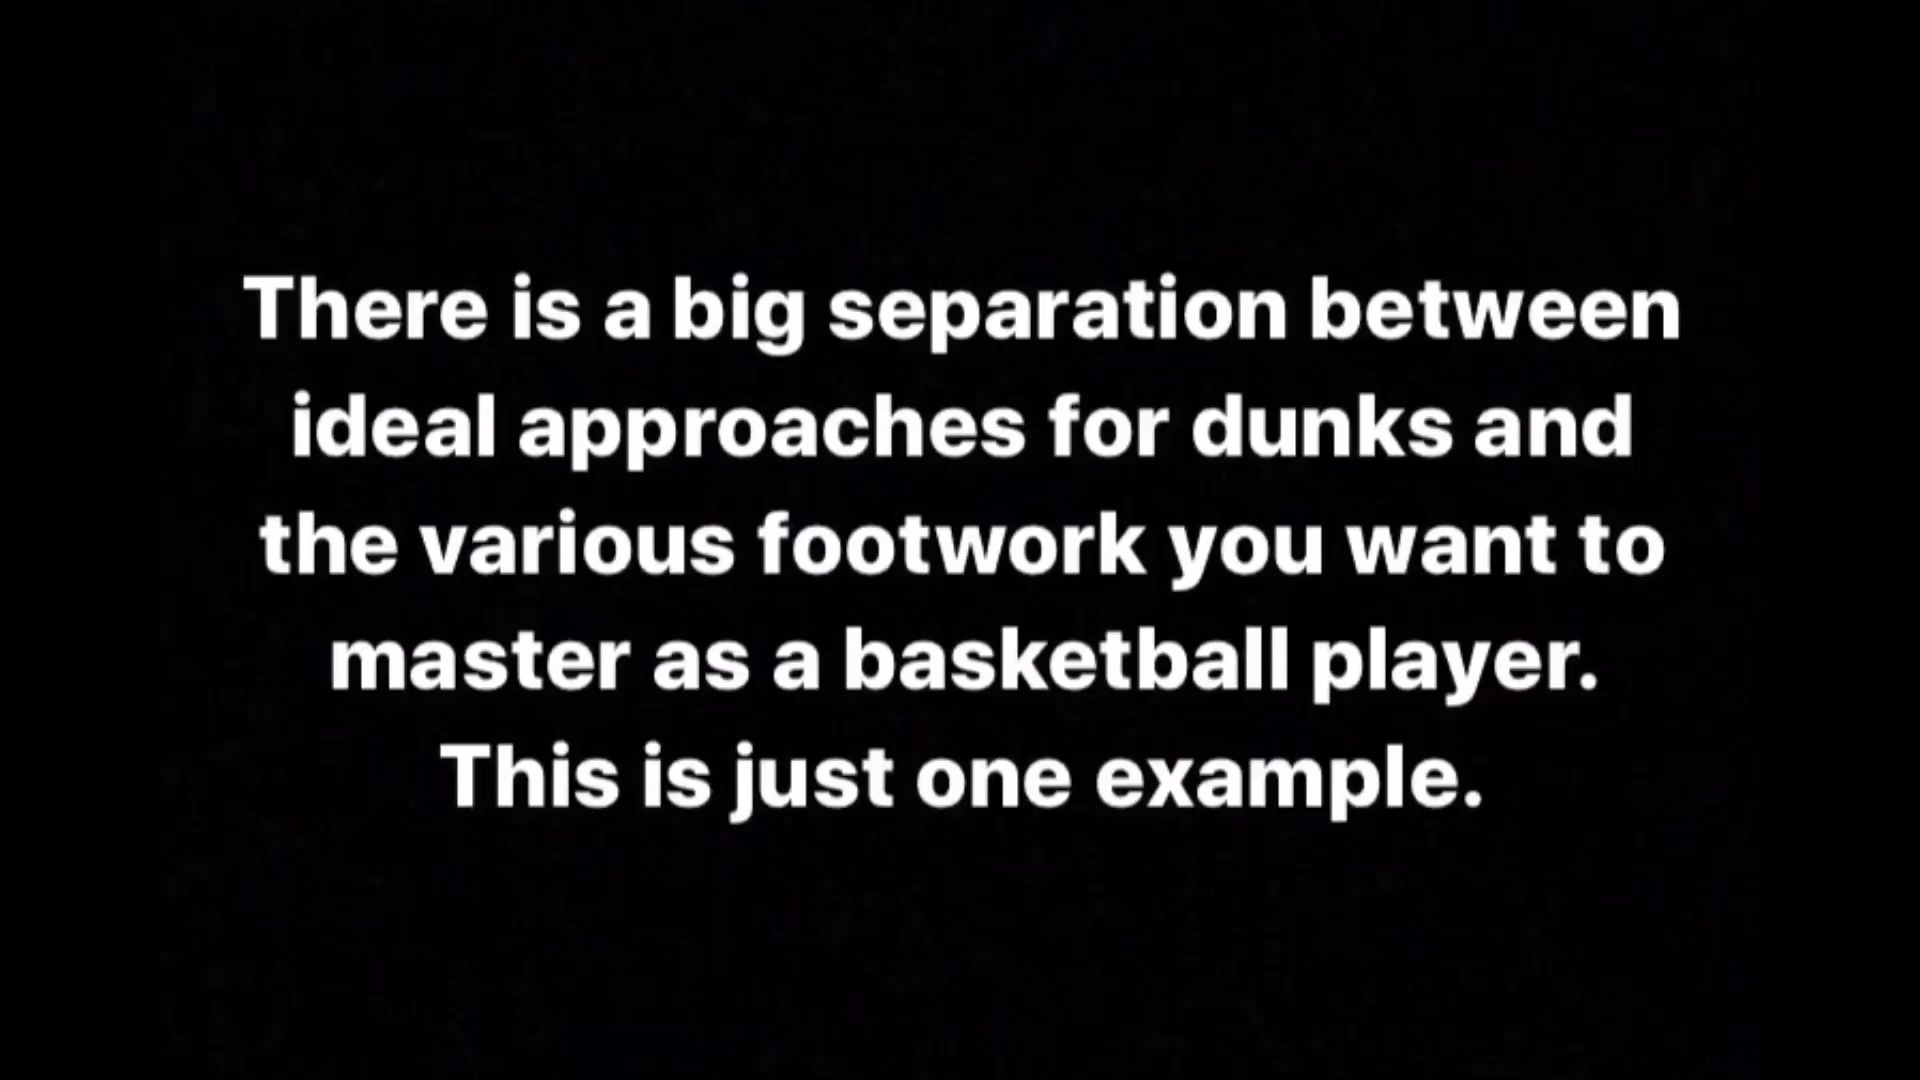 There is a big separation between
ideal approaches for dunks and
the various footwork you want to
master as a basketball player.
This is just one example.